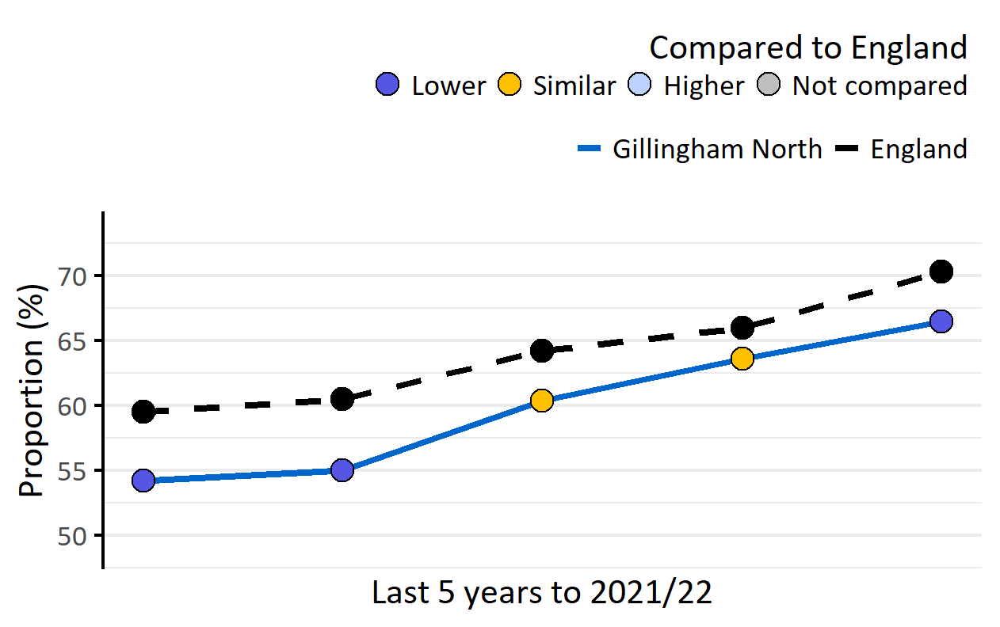 Compared to England
Lower Similar Higher Not compared
Gillingham North England
Proportion (%)
70
65
60
55
50
Last 5 years to 2021/22